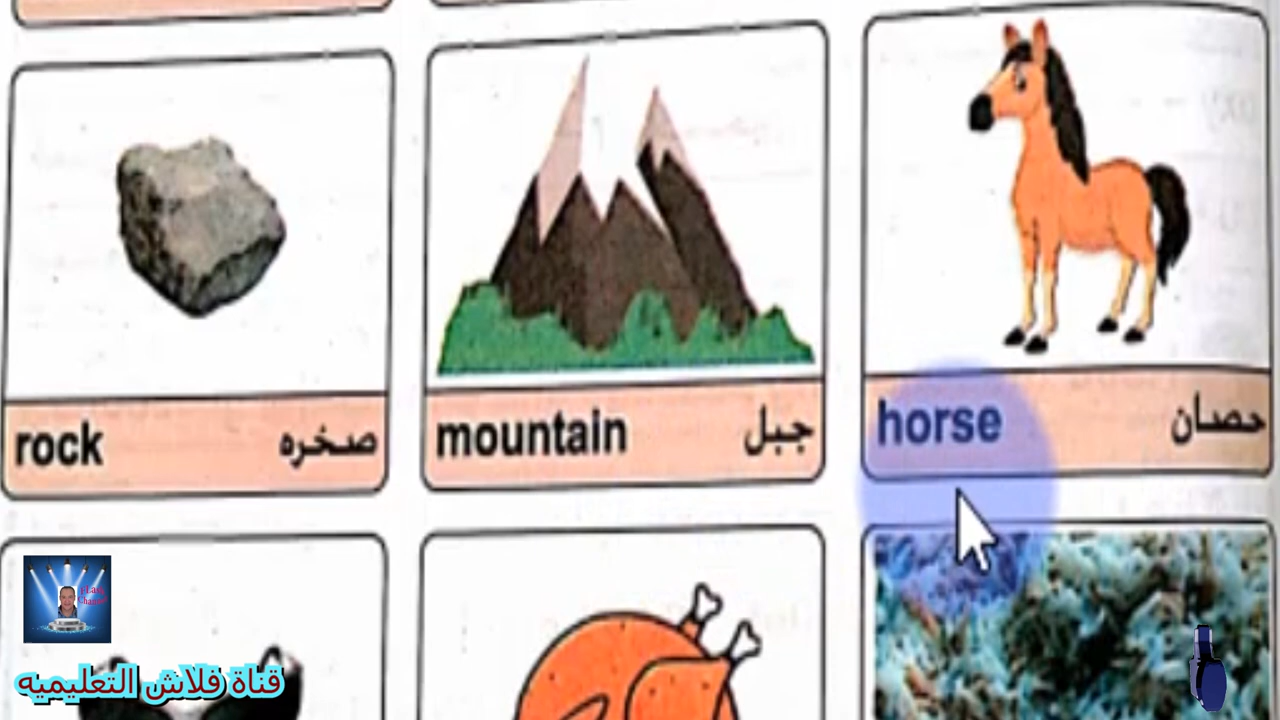 rock صخره
mountain جبل
horse حصان
قناة فلاش التعليميه